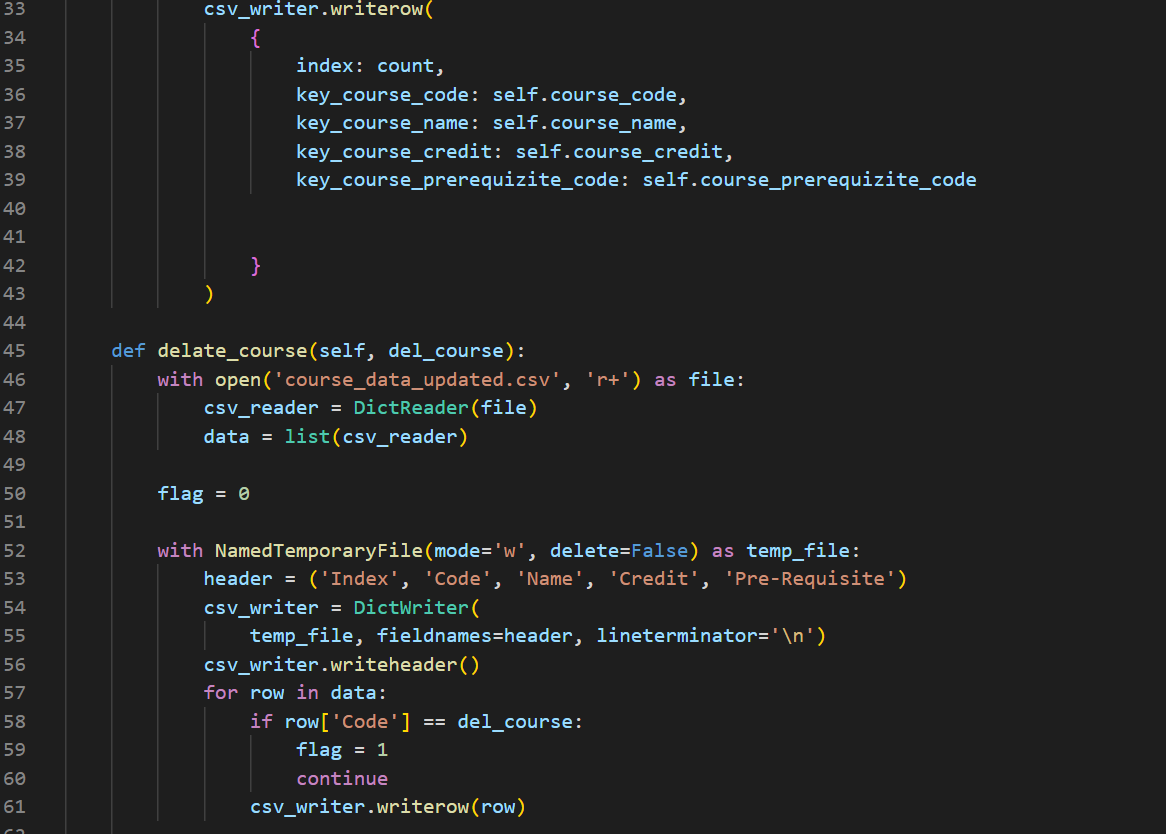 33 csv_writer.writerow(
34 {
35 index: count,
36 key_course_code: self.course_code,
37 key_course_name: self.course_name,
38 key_course_credit: self.course_credit,
39 key_course_prerequizite_code: self.course_prerequizite_code
40
41
42 }
43 )
44
45 def delate_course(self, del_course):
46 with open('course_data_updated.csv', 'r+') as file:
47 csv_reader = DictReader(file)
48 data = list(csv_reader)
49
50 flag = 0
51
52 with NamedTemporaryFile(mode='w', delete=False) as temp_file:
53 header = ('Index', 'Code', 'Name', 'Credit', 'Pre-Requisite')
54 csv_writer = DictWriter(
55 temp_file, fieldnames=header, lineterminator='\n')
56 csv_writer.writeheader()
57 for row in data:
58 if row['Code'] == del_course:
59 flag = 1
60 continue
61 csv_writer.writerow(row)